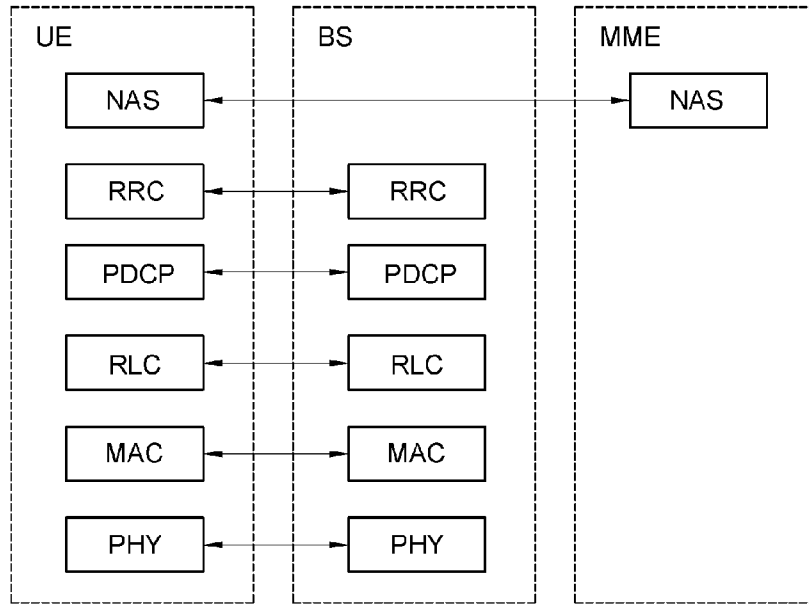 UE BS MME
NAS NAS
RRC RRC
PDCP PDCP
RLC RLC
MAC MAC
PHY PHY